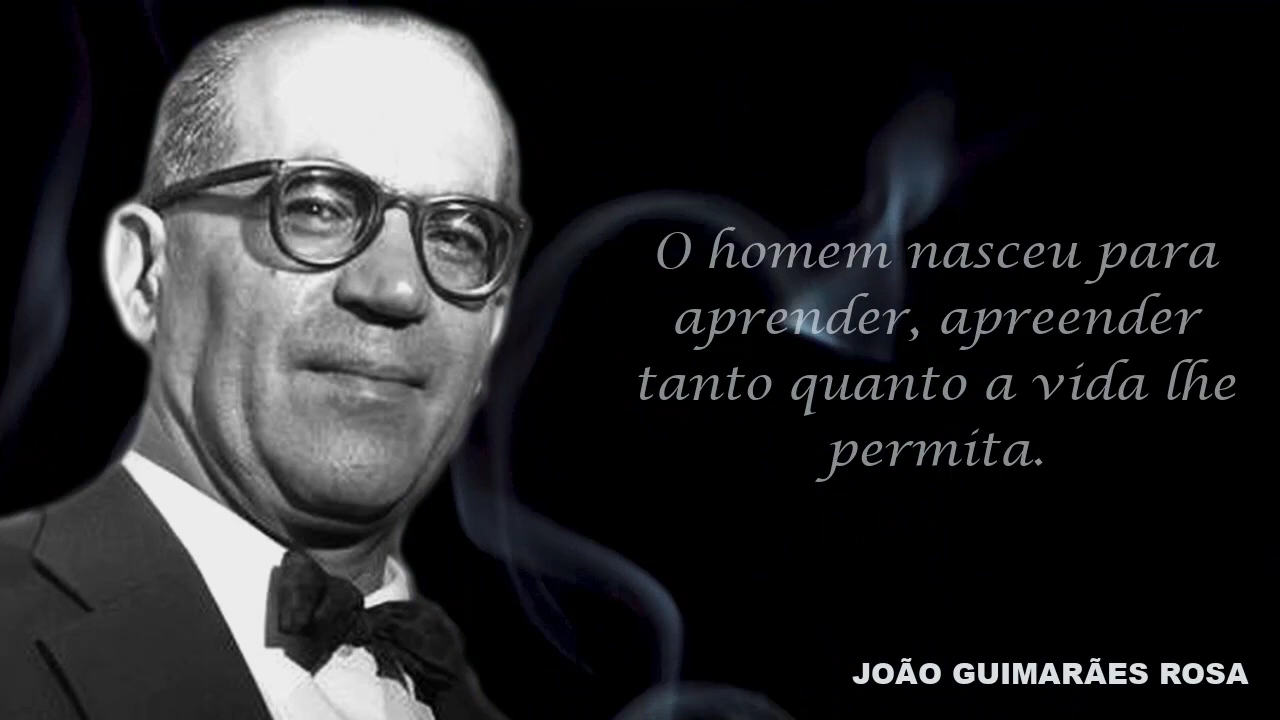 O homem nasceu para
aprender, apreender
tanto quanto a vida lhe
permita.
JOÃO GUIMARÃES ROSA